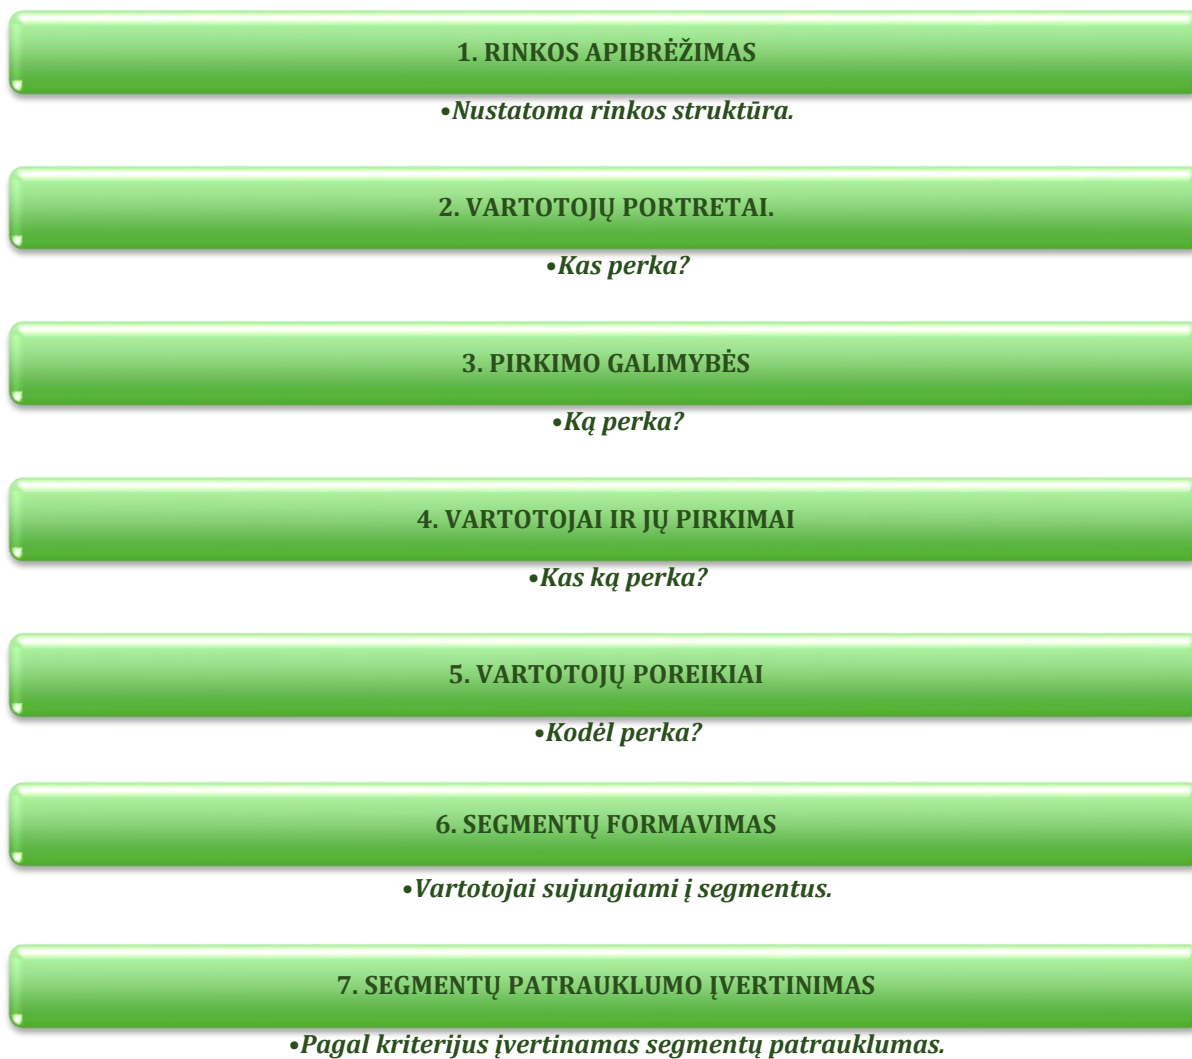 1. RINKOS APIBRĖŽIMAS
•Nustatoma rinkos struktūra.
2. VARTOTOJŲ PORTRETAI.
•Kas perka?
3. PIRKIMO GALIMYBĖS
•Ką perka?
4. VARTOTOJAI IR JŲ PIRKIMAI
•Kas ką perka?
5. VARTOTOJŲ POREIKIAI
•Kodėl perka?
6. SEGMENTŲ FORMAVIMAS
•Vartotojai sujungiami į segmentus.
7. SEGMENTŲ PATRAUKLUMO ĮVERTINIMAS
•Pagal kriterijus įvertinamas segmentų patrauklumas.